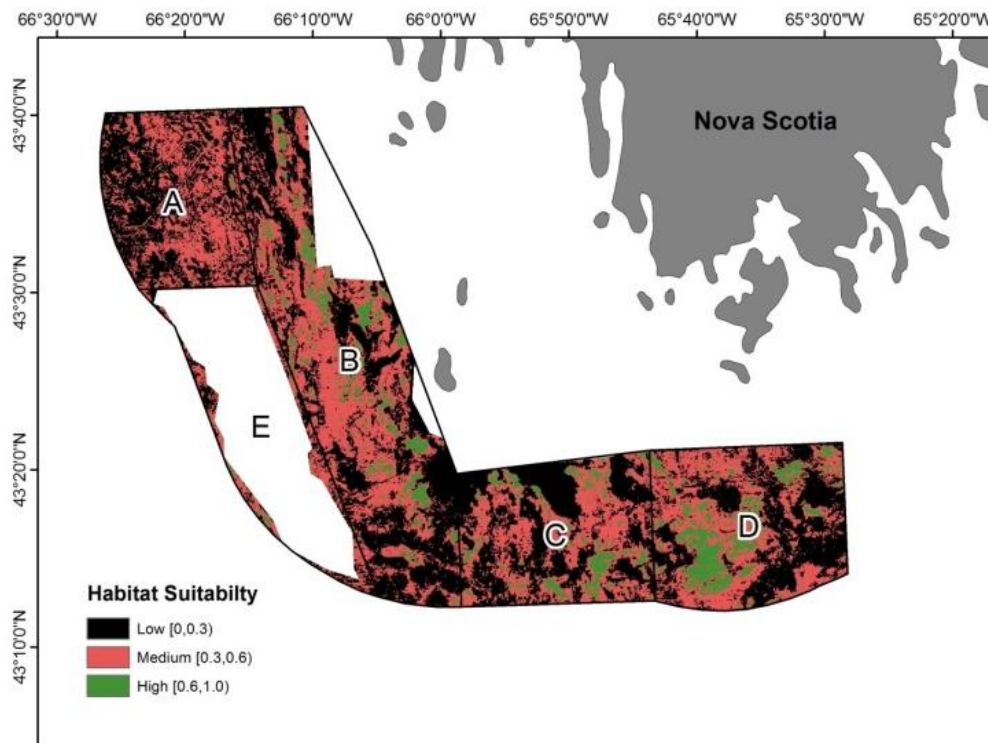 66°30'0"W 66°20'0"W 66°10'0"W 66°0'0"W 65°50'0"W 65°40'0"W 65°30'0"W 65°20'0"W
43°40'0"N
Nova Scotia
A
43°30'0"N
B
E
43°20'0"N
C
D
Habitat Suitabilty
Low [0,0.3)
Medium [0.3,0.6)
High [0.6,1.0)
43°10'0"N